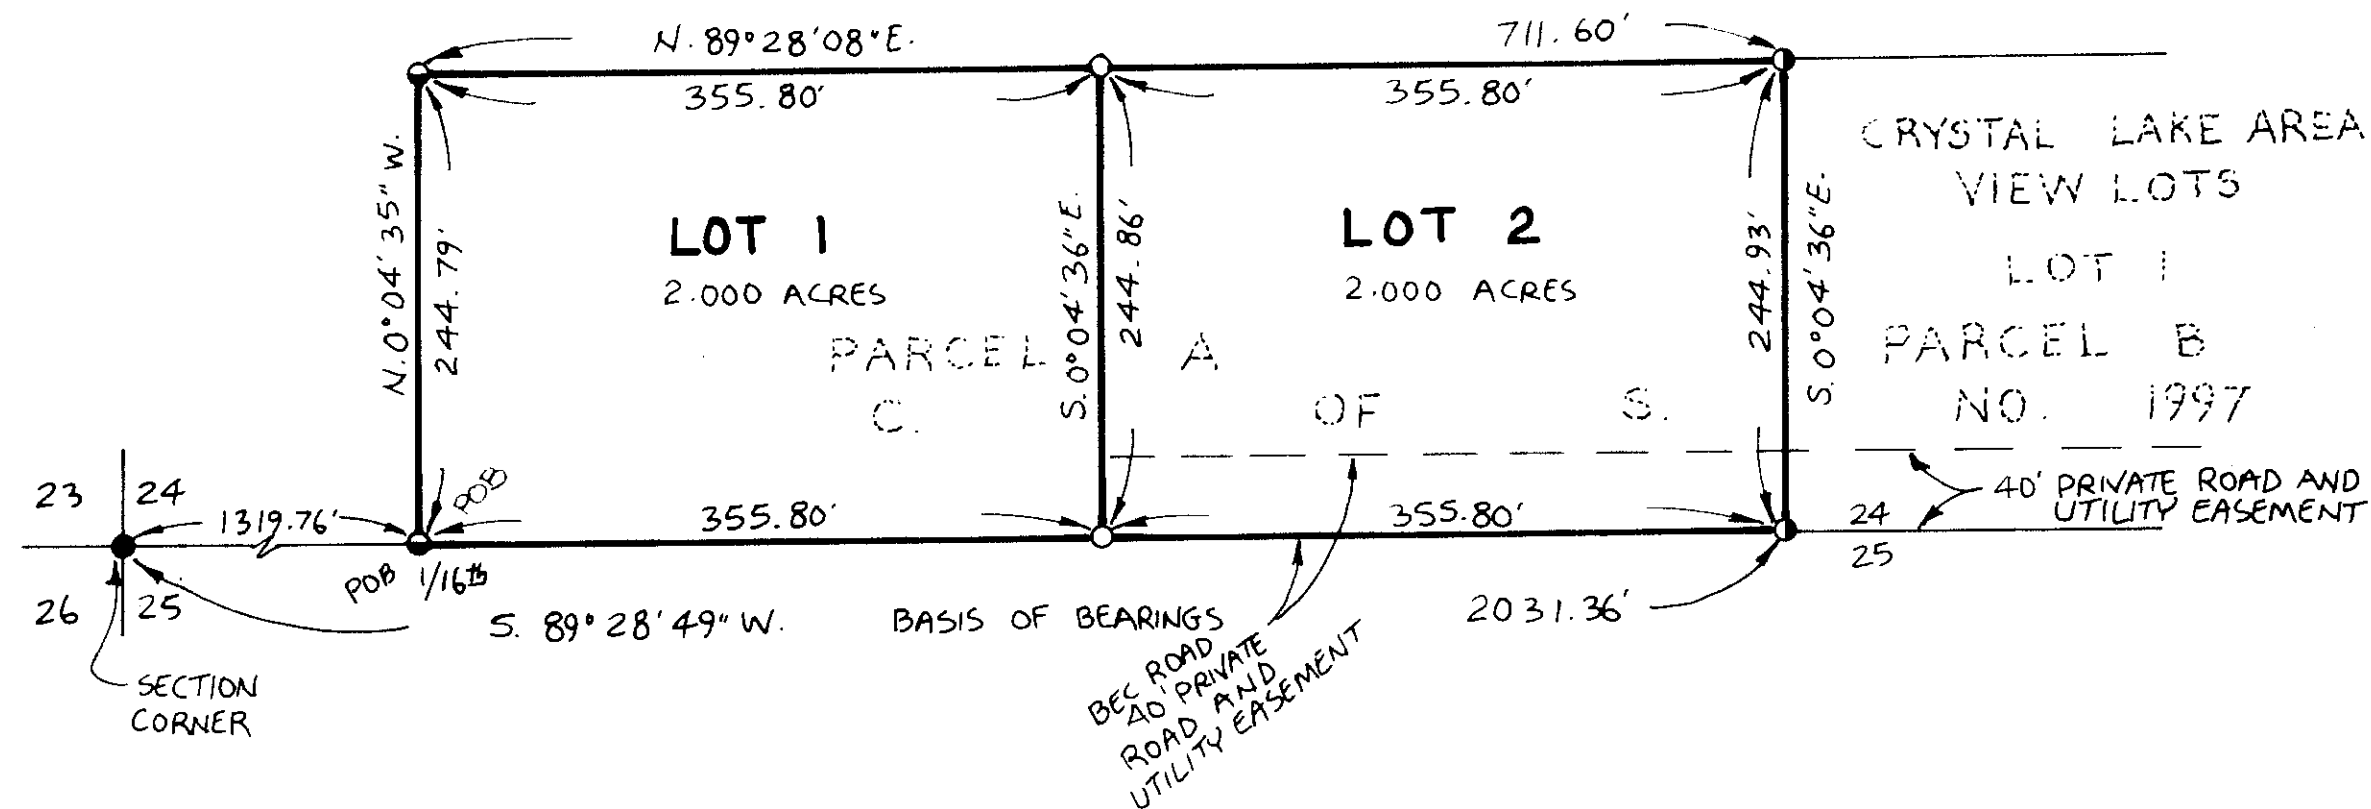 N. 89° 28' 08" E.
711.60'
355.80'
355.80'
CRYSTAL LAKE AREA
VIEW LOTS
LOT 1
PARCEL B
NO. 1997
N. 0° 04' 35" W.
244.79'
LOT 1
2.000 ACRES
S. 0° 04' 36" E.
244.86'
LOT 2
2.000 ACRES
244.93'
S. 0° 04' 36" E.
PARCEL A
C. OF S.
23
24
1319.76'
POB
355.80'
355.80'
24
25
40' PRIVATE ROAD AND
UTILITY EASEMENT
26
25
POB
1/16th
S. 89° 28' 49" W.
BASIS OF BEARINGS
2031.36'
SECTION
CORNER
BEC ROAD
40' PRIVATE
ROAD AND
UTILITY EASEMENT